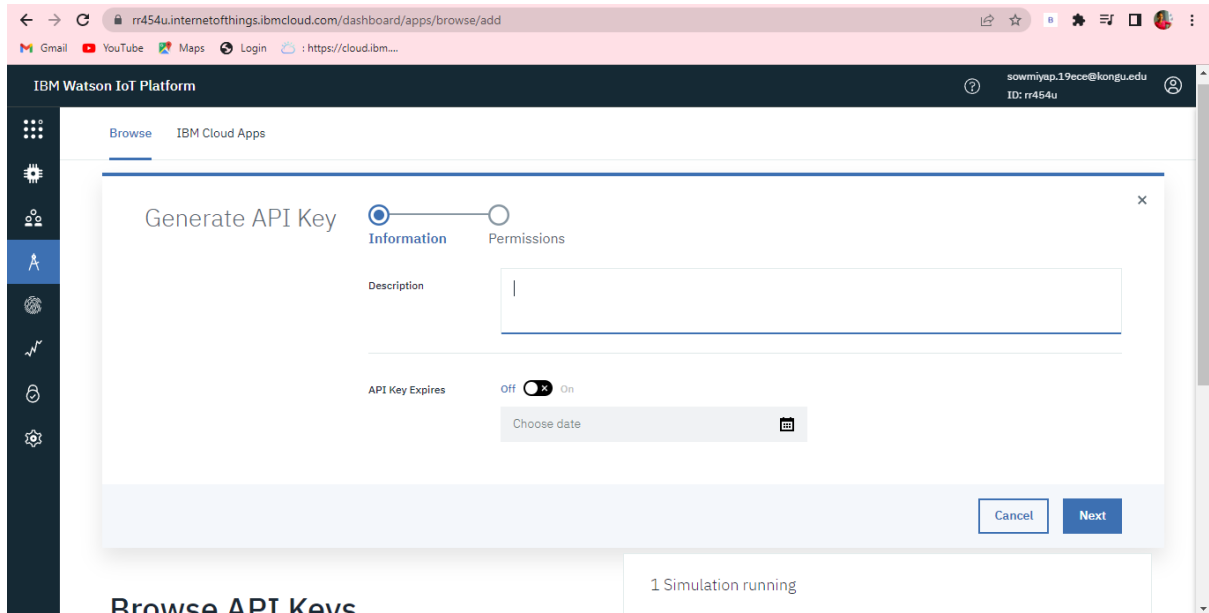 rr454u.internetofthings.ibmcloud.com/dashboard/apps/browse/add
Gmail YouTube Maps Login : https://cloud.ibm....
IBM Watson IoT Platform
sowmiyap.19ece@kongu.edu
ID: rr454u
Browse IBM Cloud Apps
Generate API Key
Information Permissions
Description
API Key Expires Off On
Choose date
Cancel Next
1 Simulation running
Browse API Keys